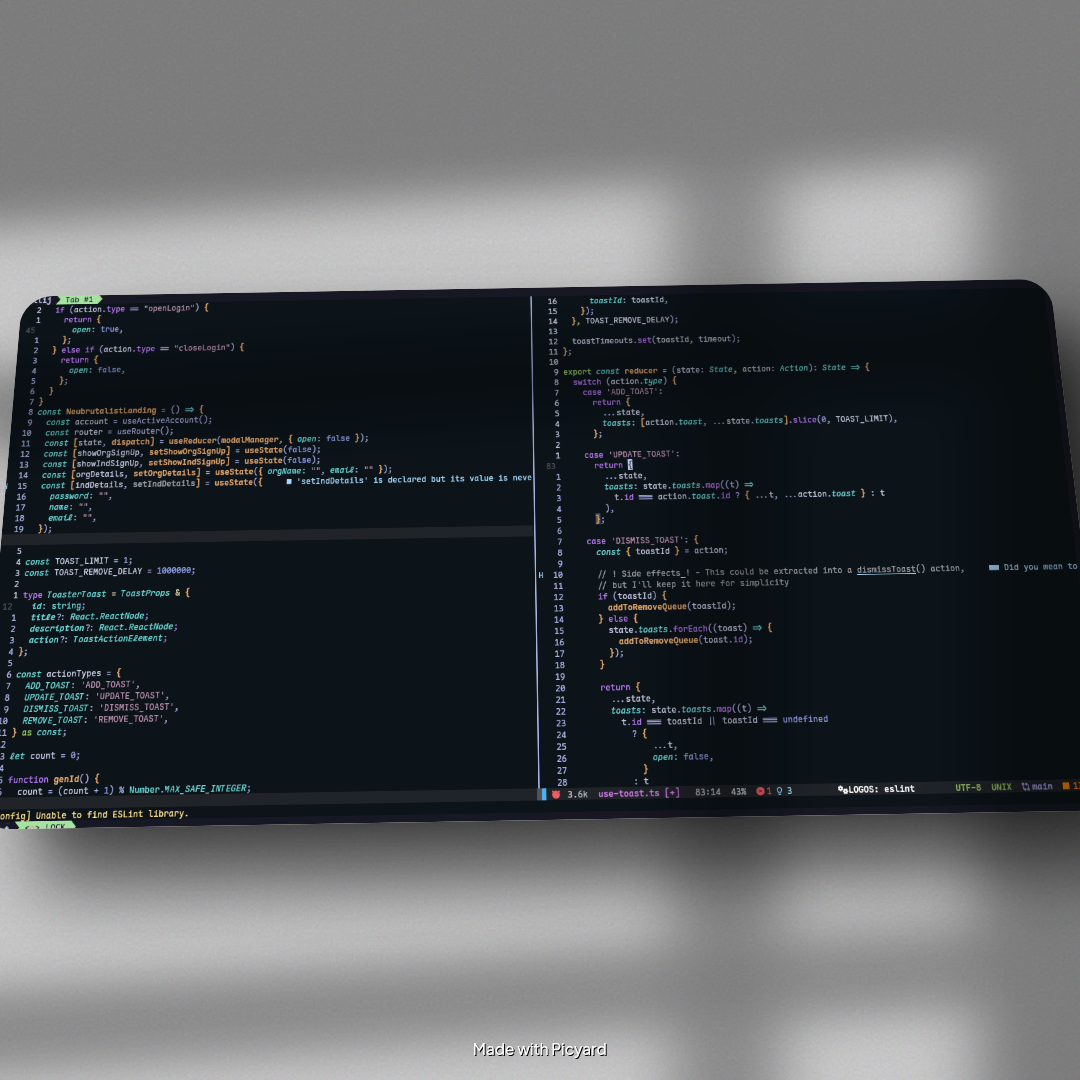 Tab #1
2 if (action.type == "openLogin") {
1 return {
45 open: true,
1 };
2 } else if (action.type == "closeLogin") {
3 return {
4 open: false,
5 };
6 }
7 }
8 const NeubrutalistLanding = () => {
9 const account = useActiveAccount();
10 const router = useRouter();
11 const [state, dispatch] = useReducer(modalManager, { open: false });
12 const [showOrgSignUp, setShowOrgSignUp] = useState(false);
13 const [showIndSignUp, setShowIndSignUp] = useState(false);
14 const [orgDetails, setOrgDetails] = useState({ orgName: "", email: "" });
15 const [indDetails, setIndDetails] = useState({ ■ 'setIndDetails' is declared but its value is neve
16 password: "",
17 name: "",
18 email: "",
19 });
5
4 const TOAST_LIMIT = 1;
3 const TOAST_REMOVE_DELAY = 1000000;
2
1 type ToasterToast = ToastProps & {
12 id: string;
1 title?: React.ReactNode;
2 description?: React.ReactNode;
3 action?: ToastActionElement;
4 };
5
6 const actionTypes = {
7 ADD_TOAST: 'ADD_TOAST',
8 UPDATE_TOAST: 'UPDATE_TOAST',
9 DISMISS_TOAST: 'DISMISS_TOAST',
10 REMOVE_TOAST: 'REMOVE_TOAST',
11 } as const;
2
3 let count = 0;
4
5 function genId() {
count = (count + 1) % Number.MAX_SAFE_INTEGER;
onfig] Unable to find ESLint library.
LOCK
16 toastId: toastId,
15 });
14 }, TOAST_REMOVE_DELAY);
13
12 toastTimeouts.set(toastId, timeout);
11 };
10
9 export const reducer = (state: State, action: Action): State => {
8 switch (action.type) {
7 case 'ADD_TOAST':
6 return {
5 ...state,
4 toasts: [action.toast, ...state.toasts].slice(0, TOAST_LIMIT),
3 };
2
1 case 'UPDATE_TOAST':
83 return {
1 ...state,
2 toasts: state.toasts.map((t) =>
3 t.id === action.toast.id ? { ...t, ...action.toast } : t
4 ),
5 };
6
7 case 'DISMISS_TOAST': {
8 const { toastId } = action;
9
H 10 // ! Side effects ! - This could be extracted into a dismissToast() action, ■■ Did you mean to
11 // but I'll keep it here for simplicity
12 if (toastId) {
13 addToRemoveQueue(toastId);
14 } else {
15 state.toasts.forEach((toast) => {
16 addToRemoveQueue(toast.id);
17 });
18 }
19
20 return {
21 ...state,
22 toasts: state.toasts.map((t) =>
23 t.id === toastId || toastId === undefined
24 ? {
25 ...t,
26 open: false,
27 }
28 : t
3.6k use-toast.ts [+] 83:14 43% 1 3 LOGOS: eslint UTF-8 UNIX main
Made with Picyard